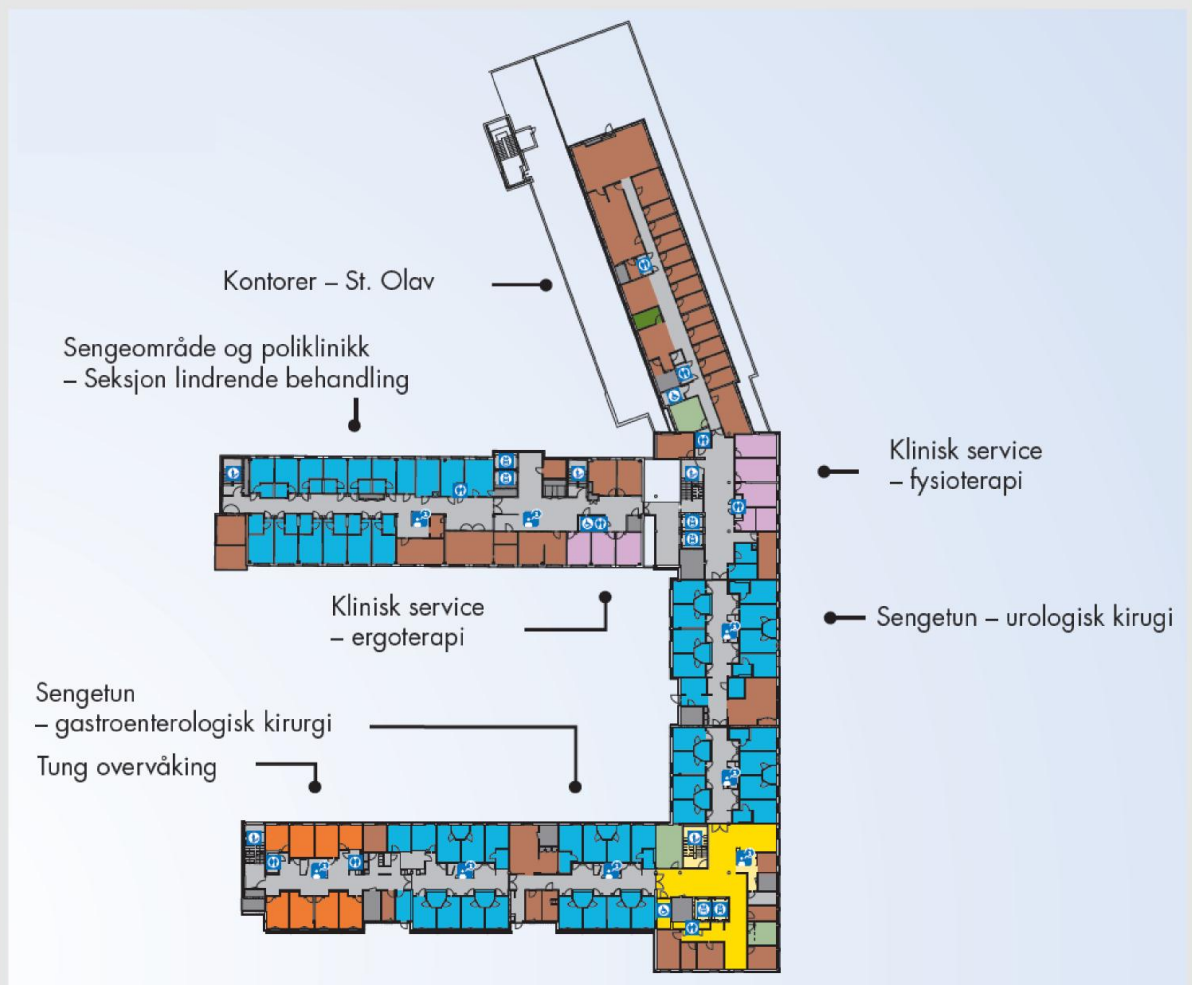 Kontorer – St. Olav
Sengeområde og poliklinikk
– Seksjon lindrende behandling
Klinisk service
– fysioterapi
Klinisk service
– ergoterapi
Sengetun – urologisk kirugi
Sengetun
– gastroenterologisk kirurgi
Tung overvåking